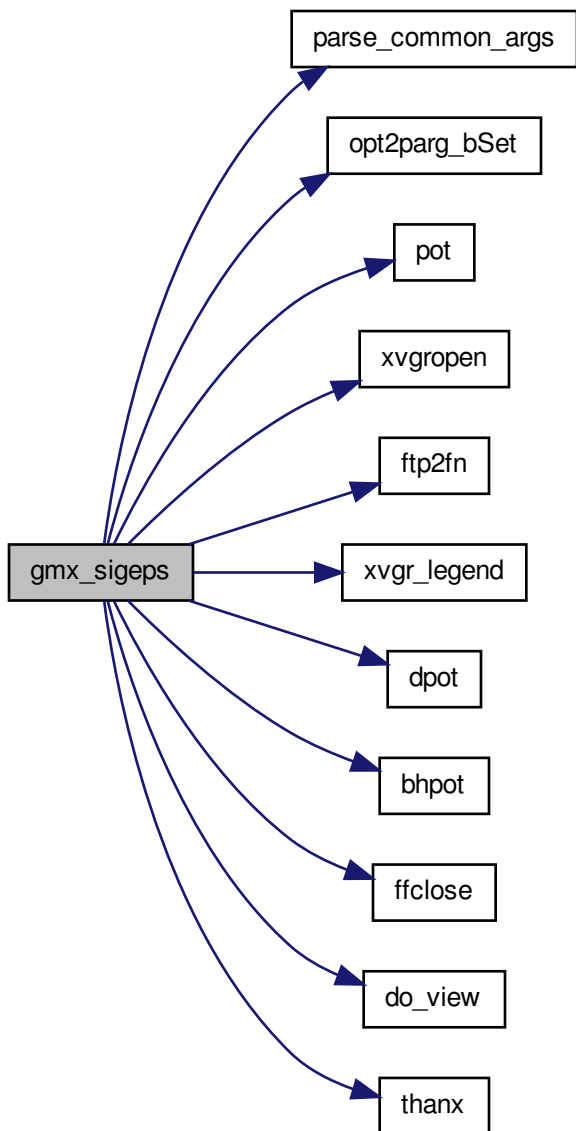 parse_common_args
opt2parg_bSet
pot
xvgropen
ftp2fn
gmx_sigeps
xvgr_legend
dpot
bhpot
ffclose
do_view
thanx